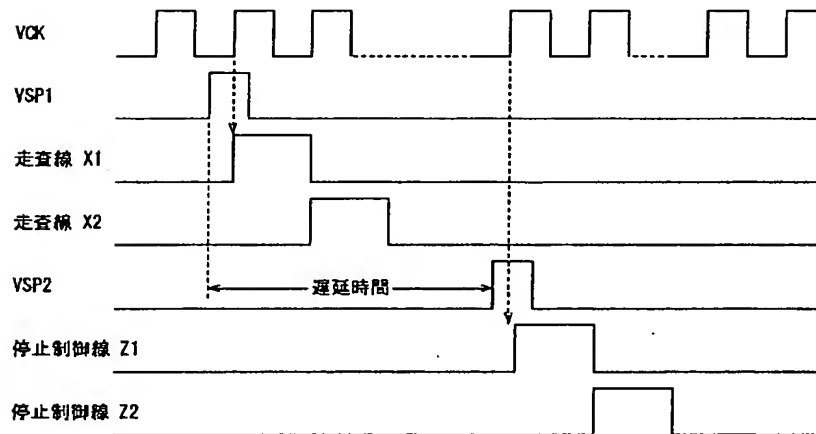 VCK
VSP1
走査線 X1
走査線 X2
VSP2
遅延時間
停止制御線 Z1
停止制御線 Z2